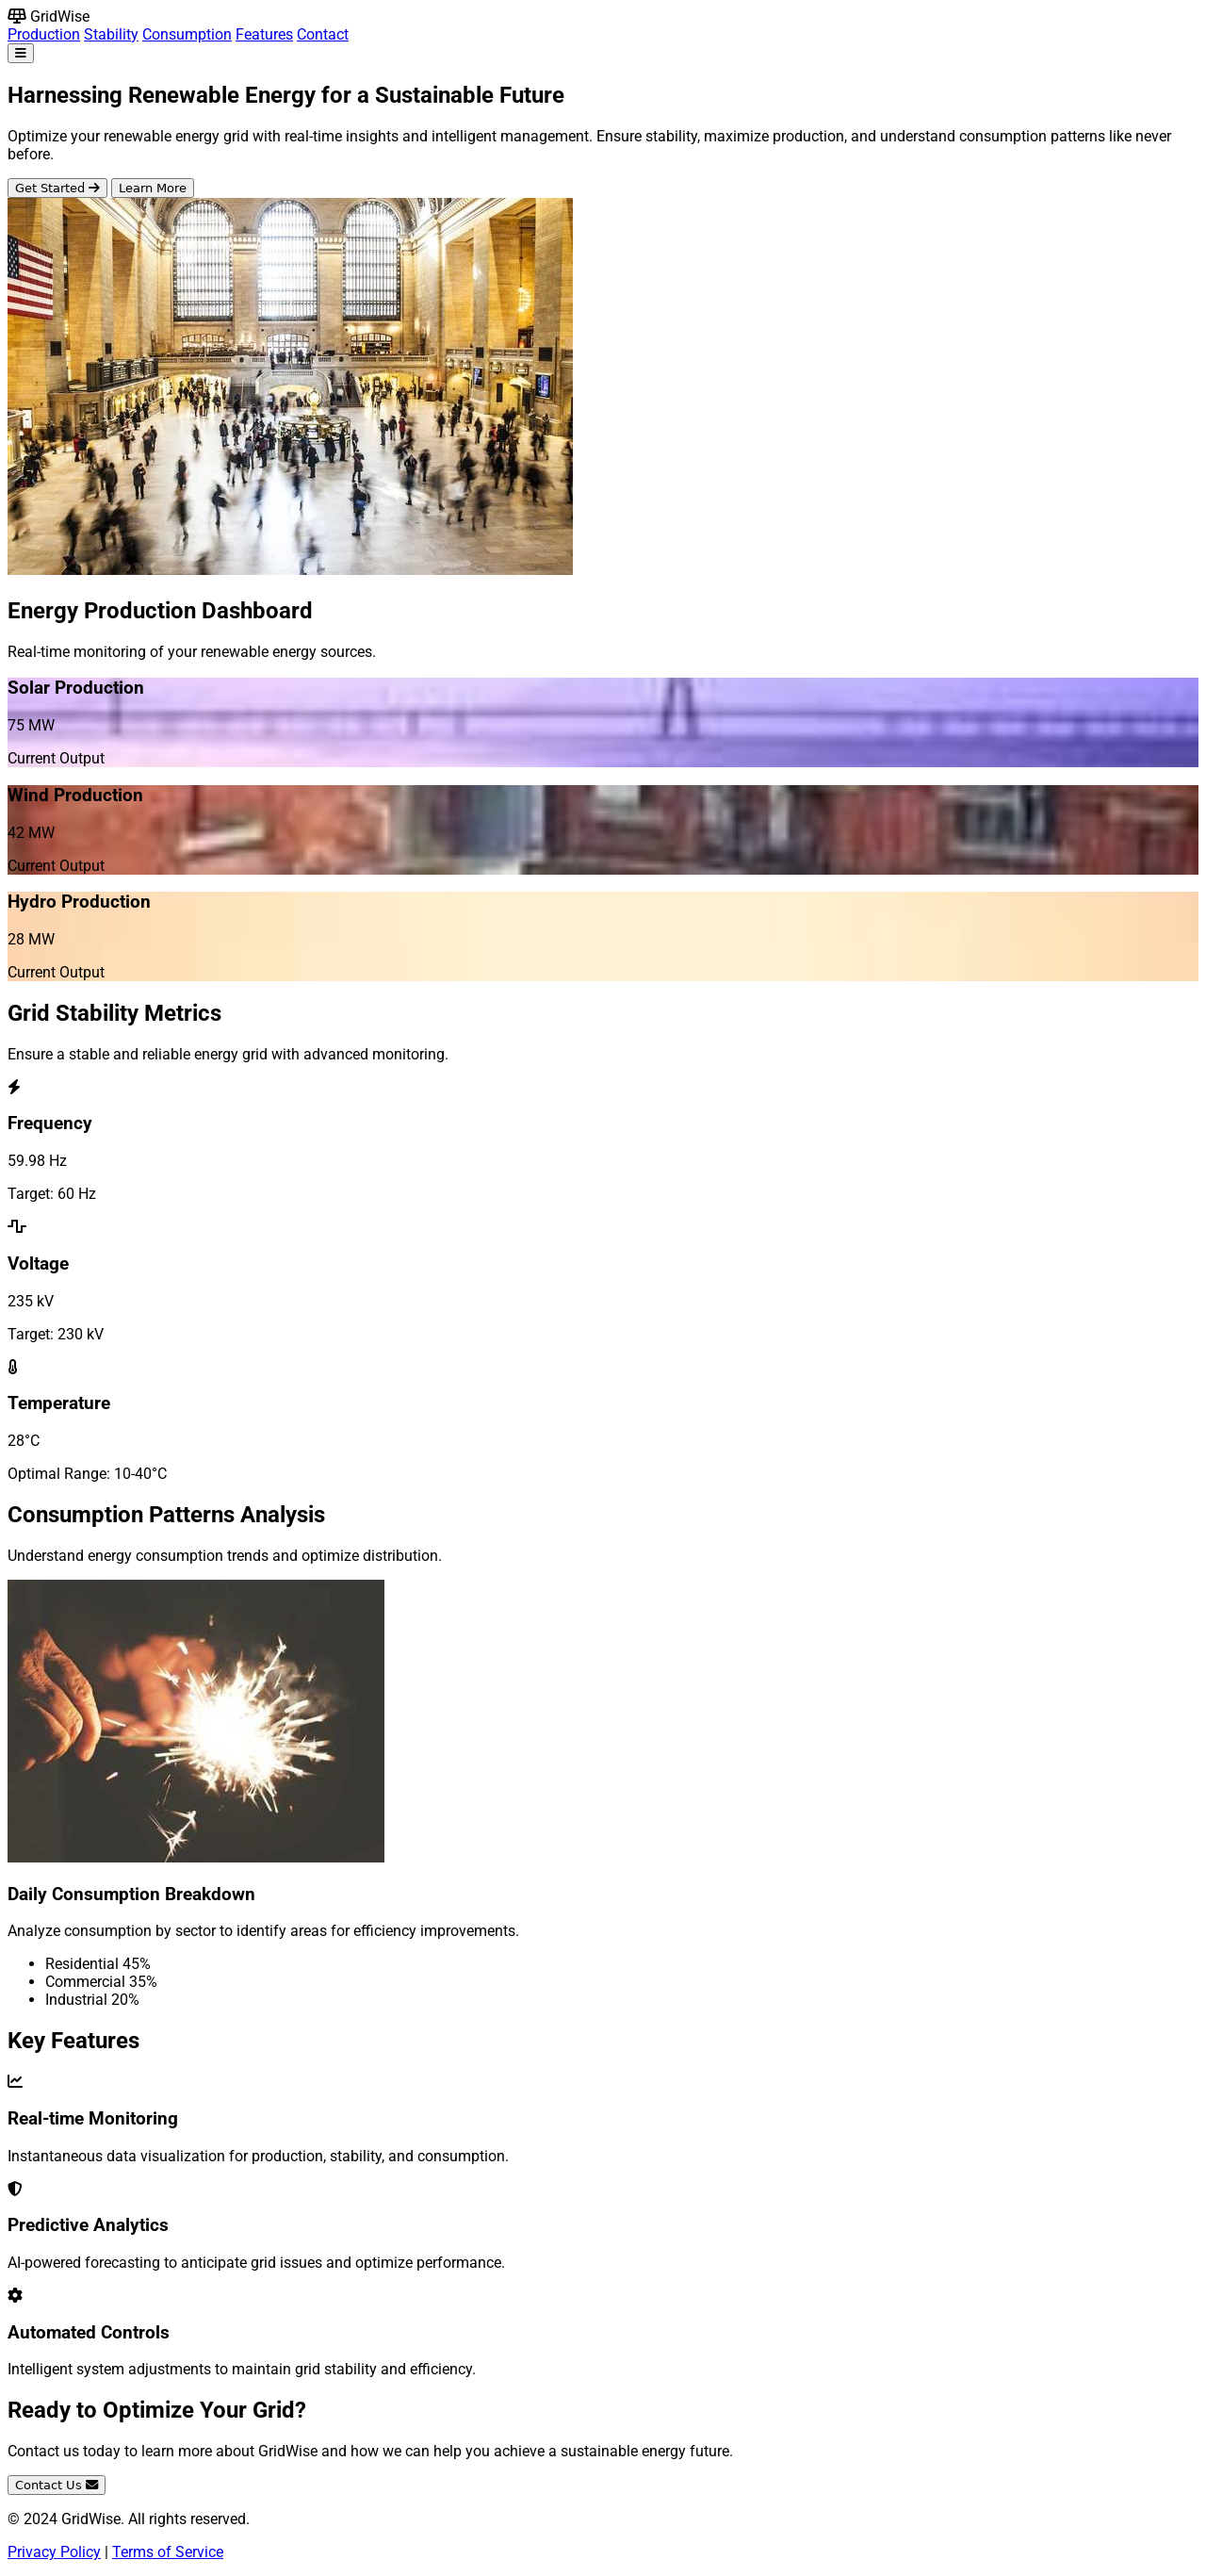 GridWise
Production Stability Consumption Features Contact
Harnessing Renewable Energy for a Sustainable Future
Optimize your renewable energy grid with real-time insights and intelligent management. Ensure stability, maximize production, and understand consumption patterns like never
before.
Get Started Learn More
Energy Production Dashboard
Real-time monitoring of your renewable energy sources.
Solar Production
75 MW
Current Output
Wind Production
42 MW
Current Output
Hydro Production
28 MW
Current Output
Grid Stability Metrics
Ensure a stable and reliable energy grid with advanced monitoring.
Frequency
59.98 Hz
Target: 60 Hz
Voltage
235 kV
Target: 230 kV
Temperature
28°C
Optimal Range: 10-40°C
Consumption Patterns Analysis
Understand energy consumption trends and optimize distribution.
Daily Consumption Breakdown
Analyze consumption by sector to identify areas for efficiency improvements.
Residential 45%
Commercial 35%
Industrial 20%
Key Features
Real-time Monitoring
Instantaneous data visualization for production, stability, and consumption.
Predictive Analytics
AI-powered forecasting to anticipate grid issues and optimize performance.
Automated Controls
Intelligent system adjustments to maintain grid stability and efficiency.
Ready to Optimize Your Grid?
Contact us today to learn more about GridWise and how we can help you achieve a sustainable energy future.
Contact Us
© 2024 GridWise. All rights reserved.
Privacy Policy | Terms of Service